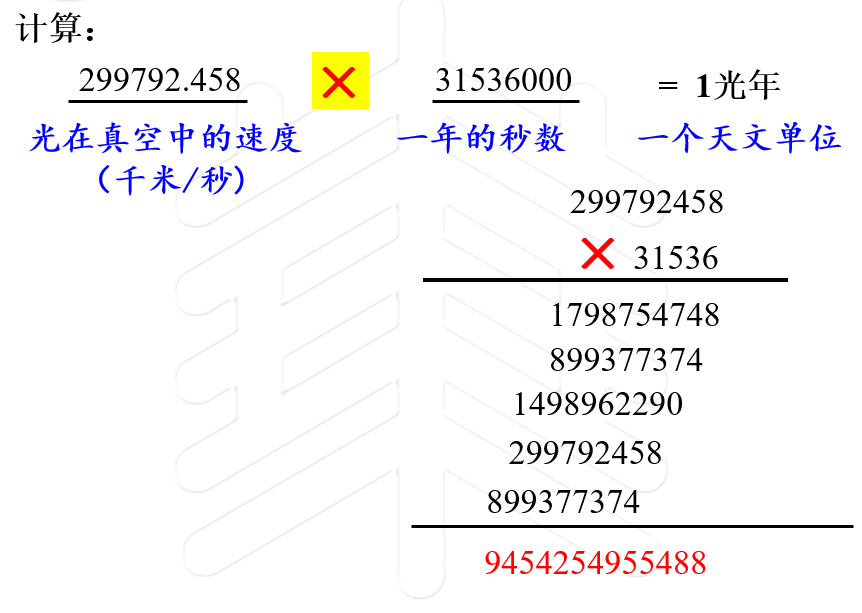 计算：
299792.458 × 31536000 = 1光年
光在真空中的速度 一年的秒数 一个天文单位
（千米/秒）
299792458
× 31536
1798754748
899377374
1498962290
299792458
899377374
9454254955488